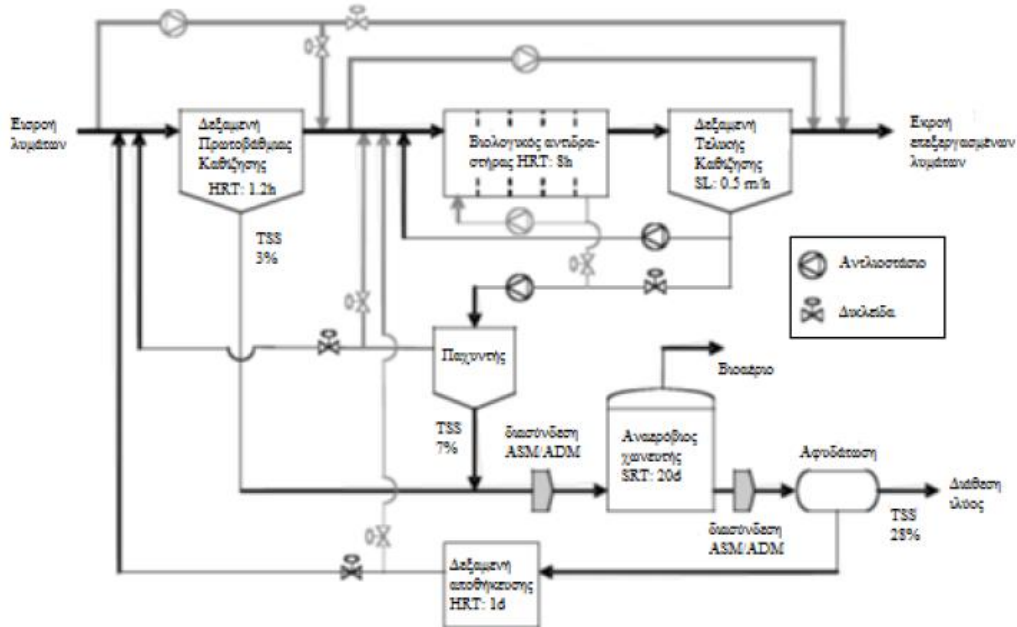 Εισροή
λυμάτων
Δεξαμενή
Πρωτοβάθμιας
Καθίζησης
HRT: 1.2h
Βιολογικός αντιδρα-
στήρας HRT: 8h
Δεξαμενή
Τελικής
Καθίζησης
SL: 0.5 m/h
Εκροή
επεξεργασμένων
λυμάτων
TSS
3%
Αντλιοστάσιο
Δικλείδα
Παχυντής
Βιοαέριο
TSS
7%
διασύνδεση
ASM/ADM
Αναερόβιος
χωνευτής
SRT: 20d
Αφυδάτωση
Διάθεση
ιλύος
TSS
28%
διασύνδεση
ASM/ADM
Δεξαμενή
αποθήκευσης
HRT: 1d